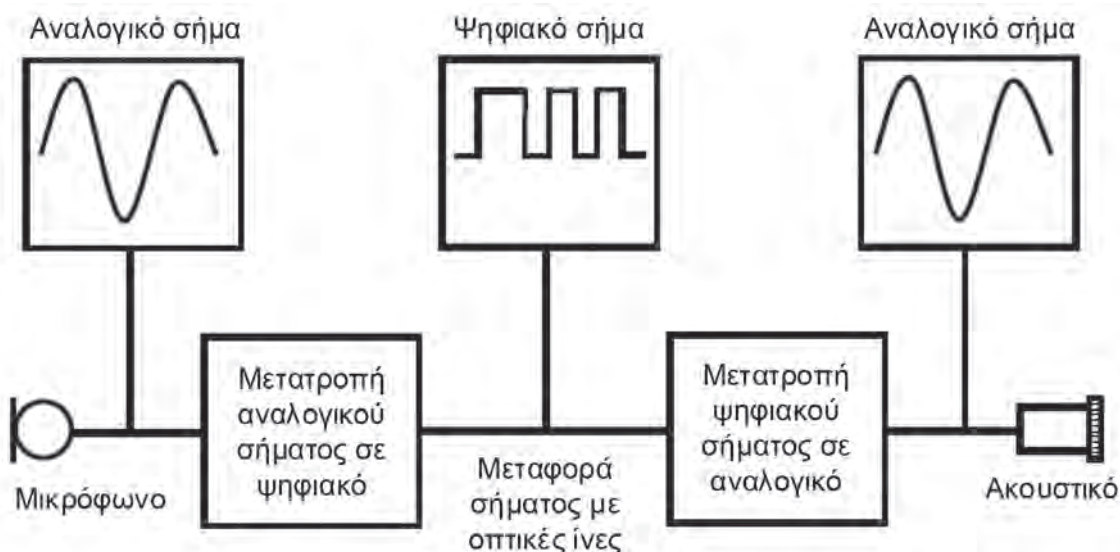 Αναλογικό σήμα
Ψηφιακό σήμα
Αναλογικό σήμα
Μετατροπή
αναλογικού
σήματος σε
ψηφιακό
Μετατροπή
ψηφιακού
σήματος σε
αναλογικό
Μικρόφωνο
Μεταφορά
σήματος με
οπτικές ίνες
Ακουστικό